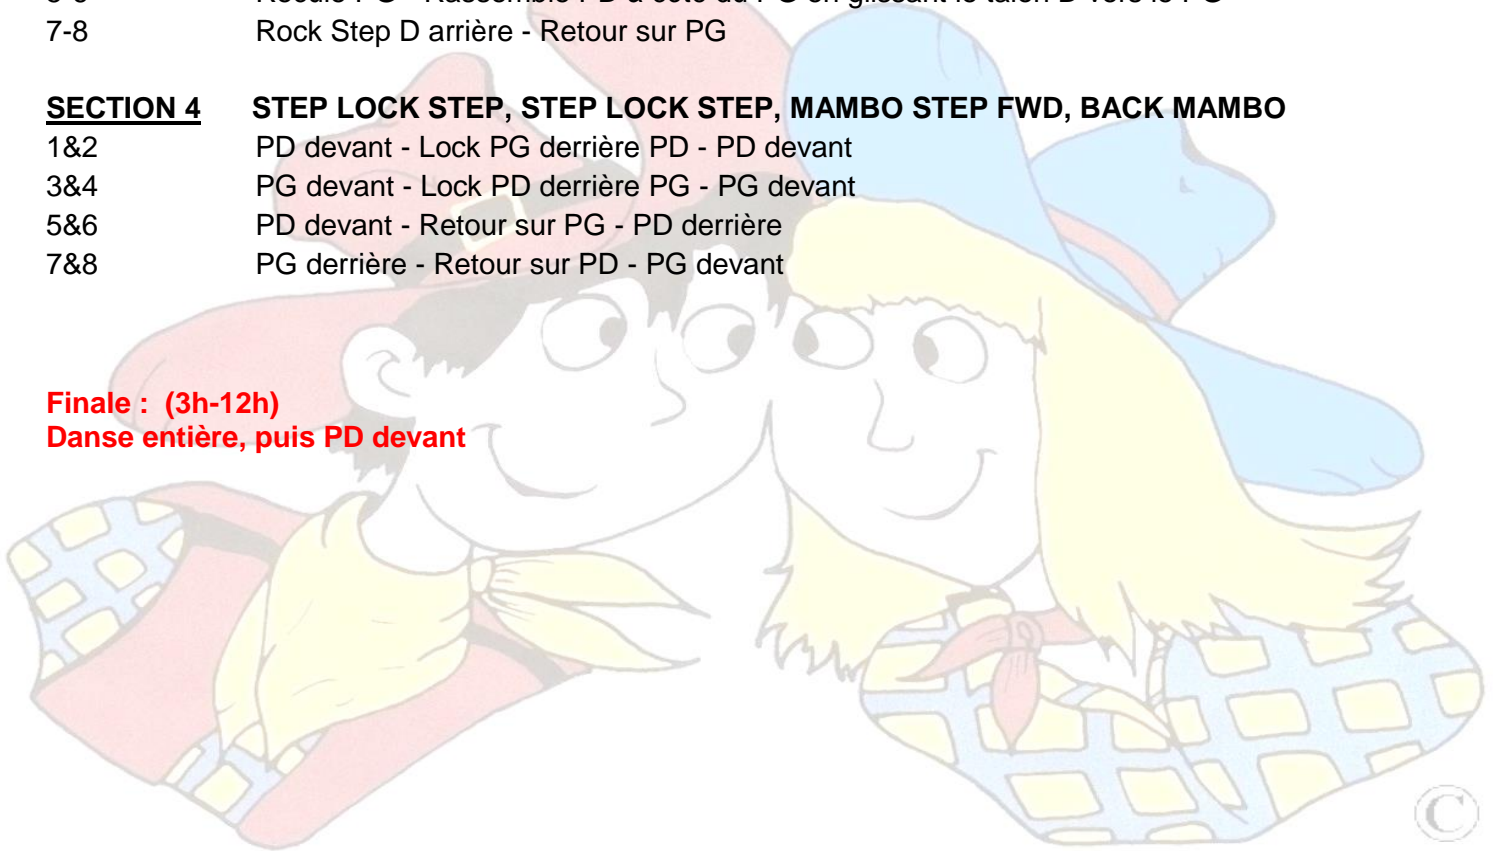 7-8 Rock Step D arrière - Retour sur PG
SECTION 4 STEP LOCK STEP, STEP LOCK STEP, MAMBO STEP FWD, BACK MAMBO
1&2 PD devant - Lock PG derrière PD - PD devant
3&4 PG devant - Lock PD derrière PG - PG devant
5&6 PD devant - Retour sur PG - PD derrière
7&8 PG derrière - Retour sur PD - PG devant
Finale : (3h-12h)
Danse entière, puis PD devant
©